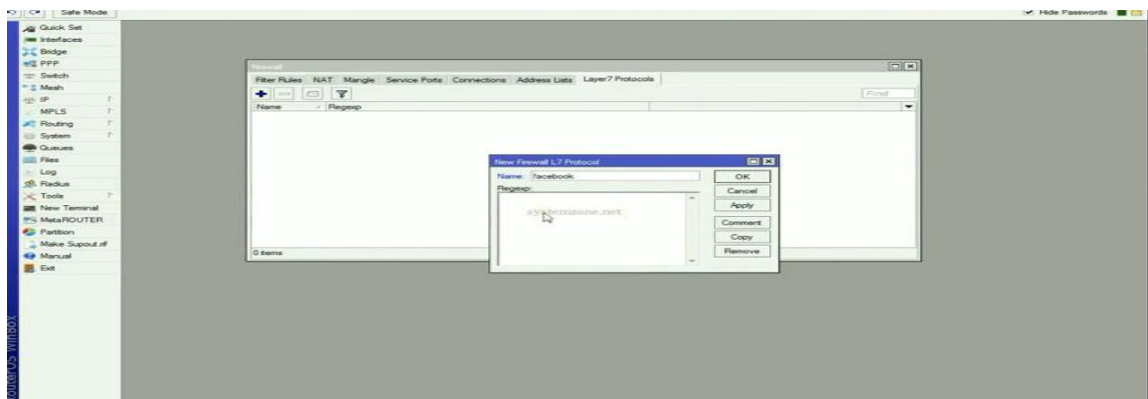 Safe Mode
Hide Passwords
Quick Set
Interfaces
Bridge
PPP
Switch
Mesh
IP
MPLS
Routing
System
Queues
Files
Log
Radius
Tools
New Terminal
MetaROUTER
Partition
Make Supout.rif
Manual
Exit
RouterOS WinBox
Firewall
Filter Rules NAT Mangle Service Ports Connections Address Lists Layer7 Protocols
Find
Name Regexp
0 items
New Firewall L7 Protocol
Name: facebook
Regexp:
systemzone.net
OK
Cancel
Apply
Comment
Copy
Remove